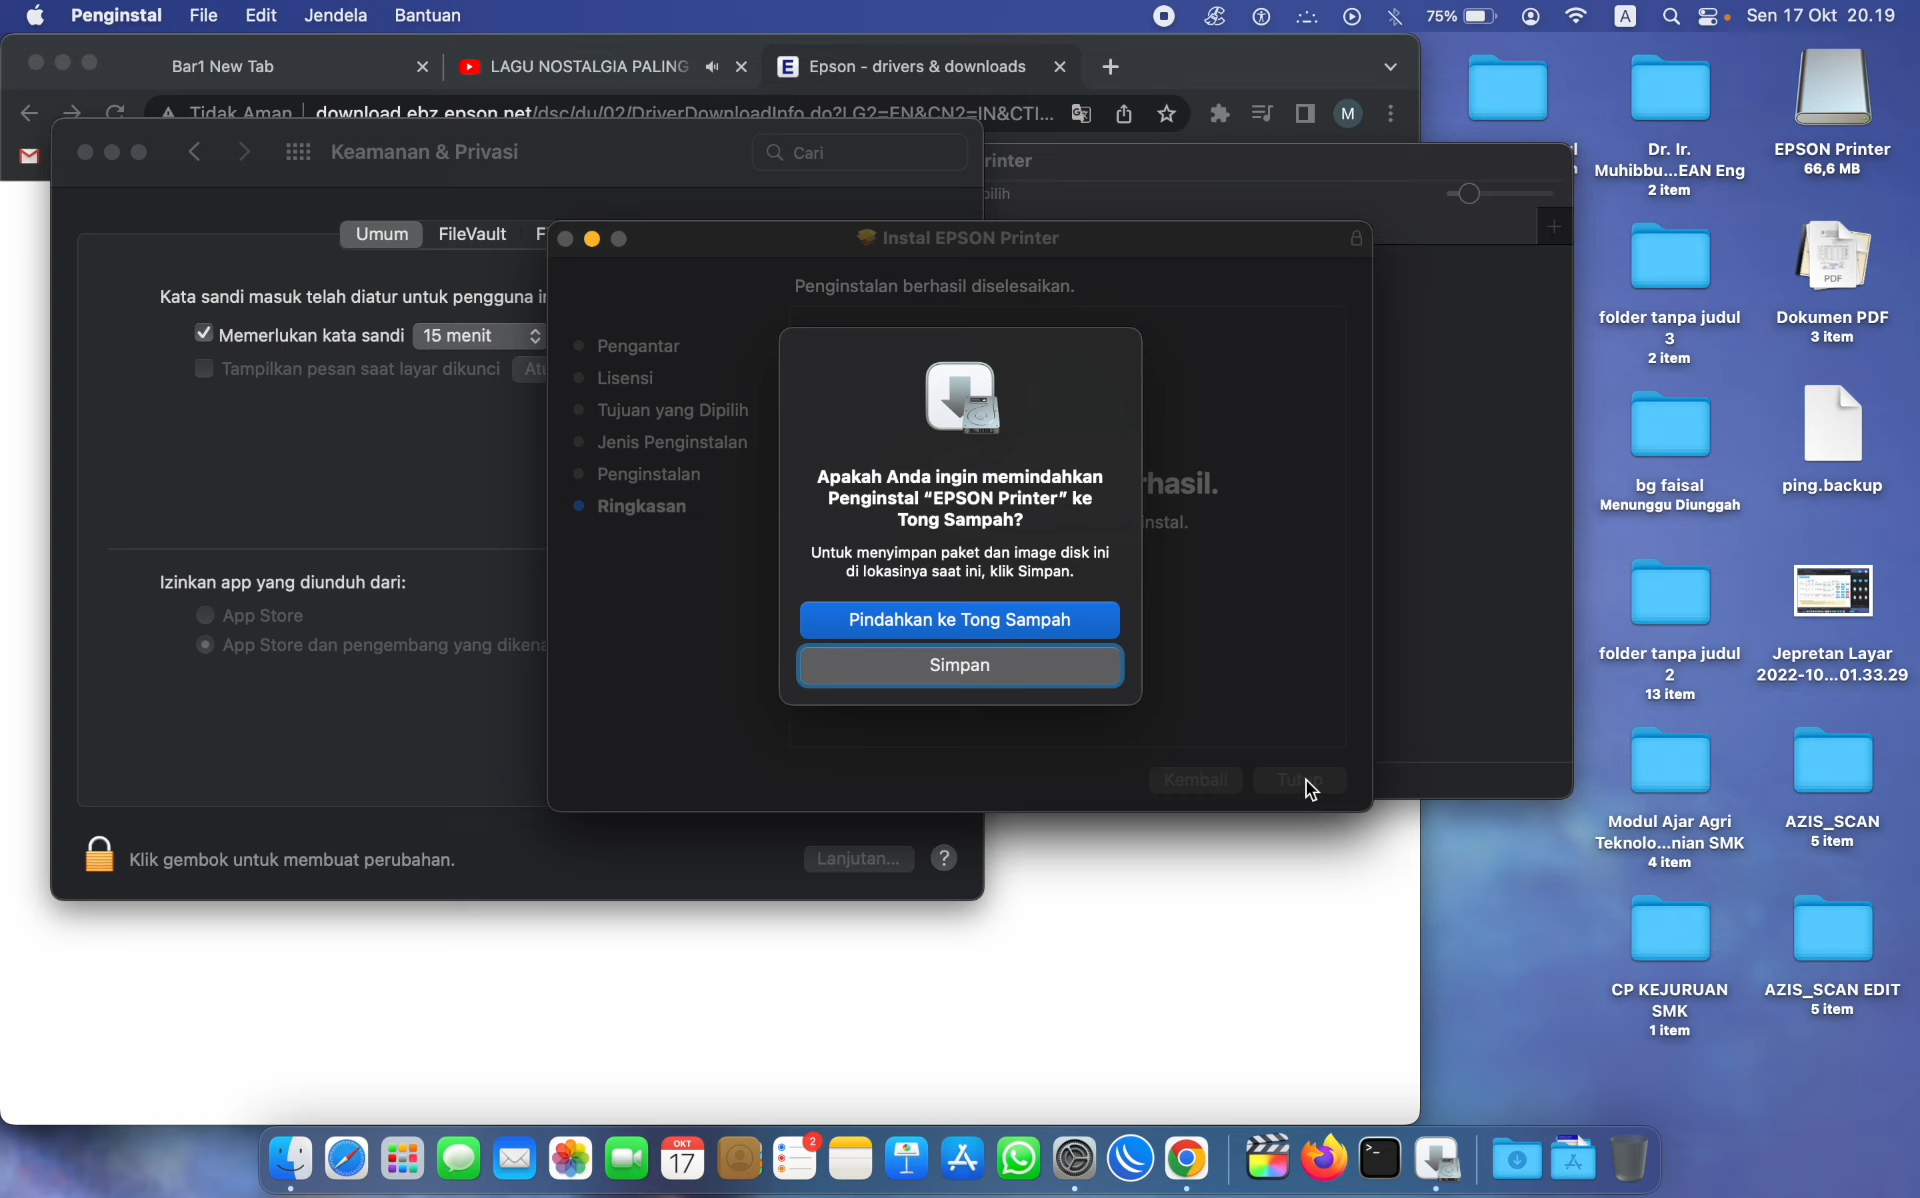 Penginstal File Edit Jendela Bantuan
75% A Sen 17 Okt 20.19
Bar1 New Tab
LAGU NOSTALGIA PALING
E Epson - drivers & downloads
Tidak Aman download.ebz.epson.net/dsc/du/02/DriverDownloadInfo.do?LG2=EN&CN2=IN&CTI...
M
Keamanan & Privasi
Cari
rinter
pilih
Umum FileVault F
Kata sandi masuk telah diatur untuk pengguna i
Memerlukan kata sandi 15 menit
Tampilkan pesan saat layar dikunci
Izinkan app yang diunduh dari:
App Store
App Store dan pengembang yang dikena
Klik gembok untuk membuat perubahan.
Lanjutan... ?
Instal EPSON Printer
Penginstalan berhasil diselesaikan.
Pengantar
Lisensi
Tujuan yang Dipilih
Jenis Penginstalan
Penginstalan
Ringkasan
rhasil.
instal.
Kembali
Apakah Anda ingin memindahkan
Penginstal “EPSON Printer” ke
Tong Sampah?
Untuk menyimpan paket dan image disk ini
di lokasinya saat ini, klik Simpan.
Pindahkan ke Tong Sampah
Simpan
Dr. Ir.
Muhibbu...EAN Eng
2 item
EPSON Printer
66,6 MB
folder tanpa judul
3
2 item
PDF
Dokumen PDF
3 item
bg faisal
Menunggu Diunggah
ping.backup
folder tanpa judul
2
13 item
Jepretan Layar
2022-10...01.33.29
Modul Ajar Agri
Teknolo...nian SMK
4 item
AZIS_SCAN
5 item
CP KEJURUAN
SMK
1 item
AZIS_SCAN EDIT
5 item
OKT
17
2